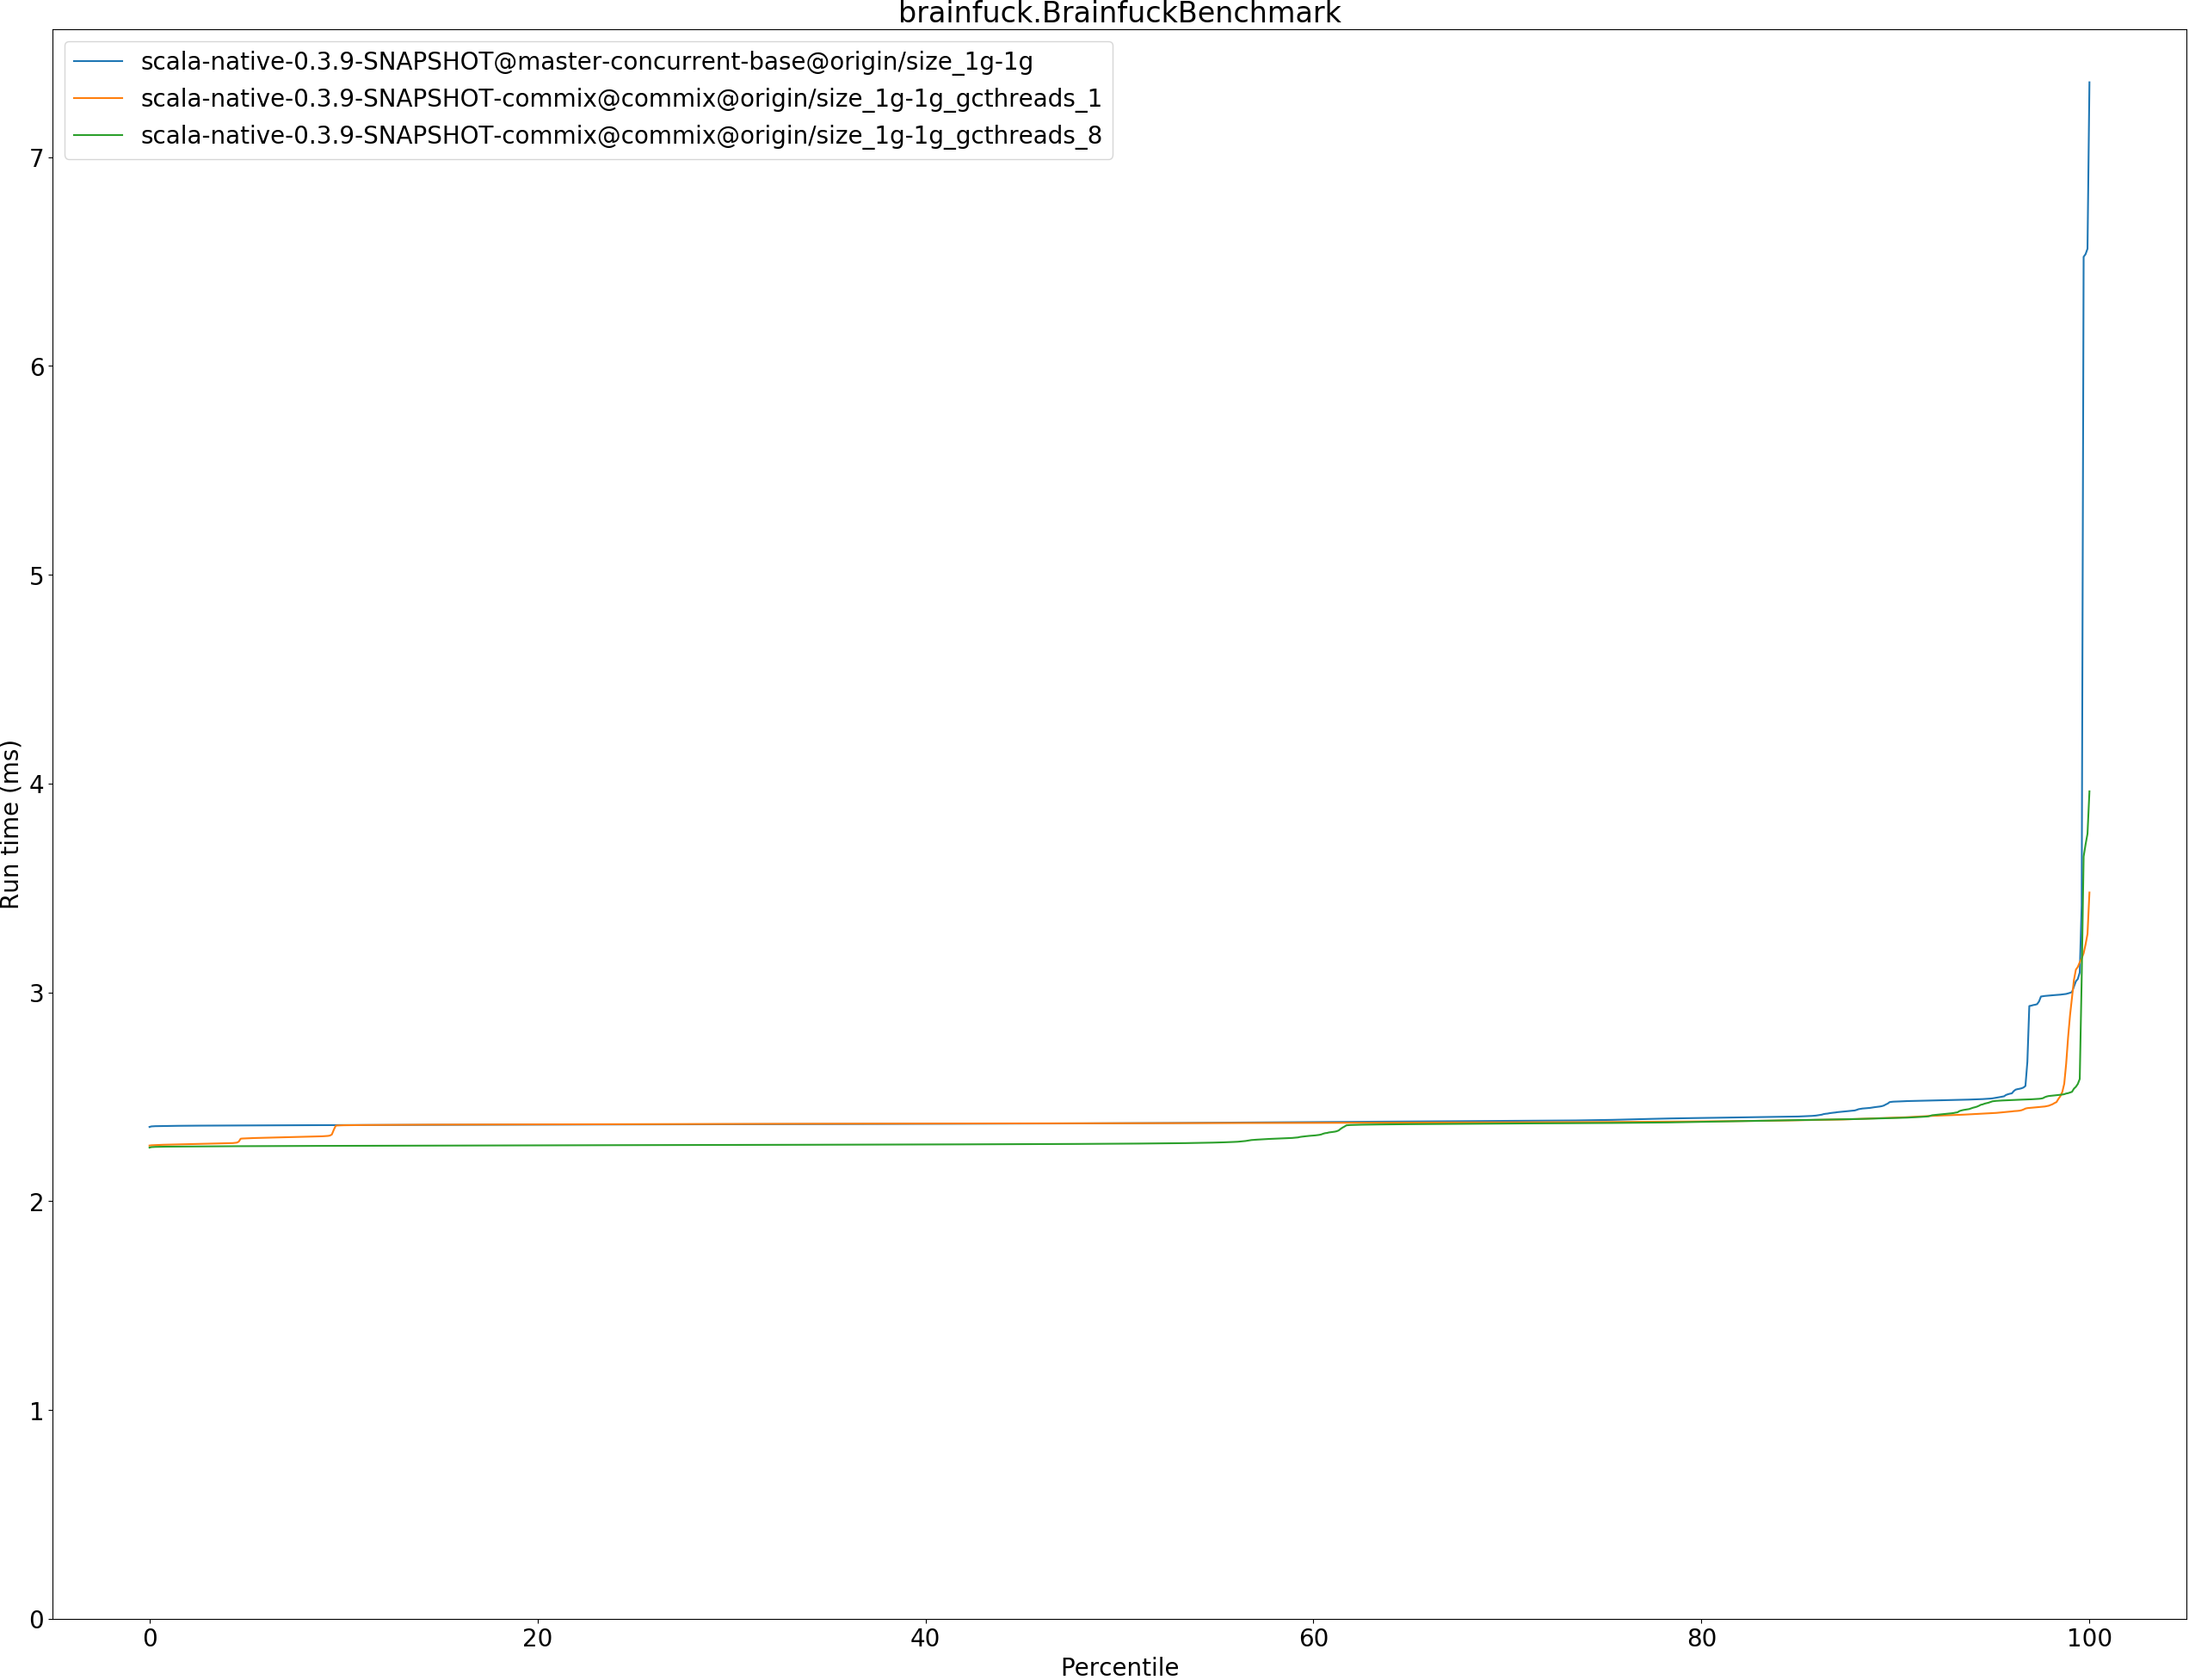 brainfuck.BrainfuckBenchmark
scala-native-0.3.9-SNAPSHOT@master-concurrent-base@origin/size_1g-1g
scala-native-0.3.9-SNAPSHOT-commix@commix@origin/size_1g-1g_gcthreads_1
scala-native-0.3.9-SNAPSHOT-commix@commix@origin/size_1g-1g_gcthreads_8
7
6
5
4
3
2
1
0
Run time (ms)
0 20 40 60 80 100
Percentile